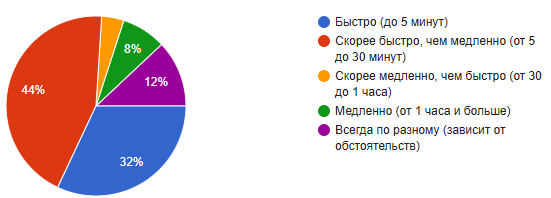 44%
8%
12%
32%
Быстро (до 5 минут)
Скорее быстро, чем медленно (от 5
до 30 минут)
Скорее медленно, чем быстро (от 30
до 1 часа)
Медленно (от 1 часа и больше)
Всегда по разному (зависит от
обстоятельств)